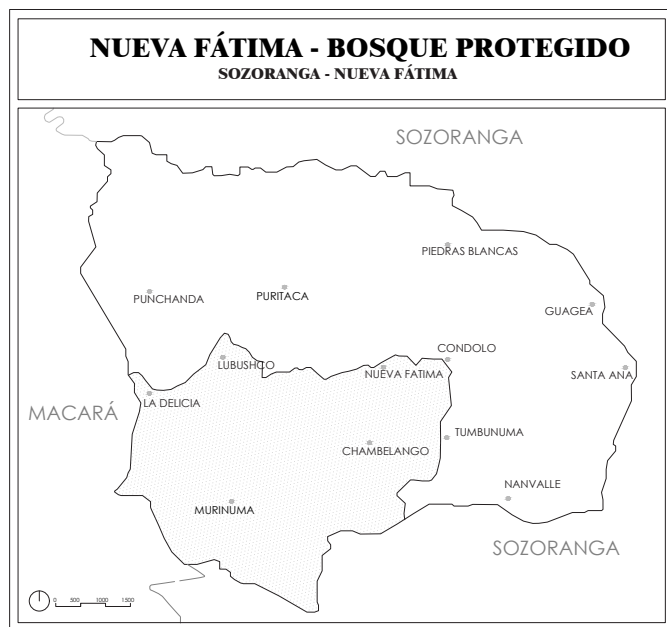 NUEVA FÁTIMA - BOSQUE PROTEGIDO
SOZORANGA - NUEVA FÁTIMA
SOZORANGA
PIEDRAS BLANCAS
PUNCHANDA
PURITACA
GUAGEA
CONDOLO
LUBUSHCO
NUEVA FATIMA
SANTA ANA
LA DELICIA
MACARÁ
TUMBUNUMA
CHAMBELANGO
NANVALLE
MURINUMA
SOZORANGA
0 500 1000 1500